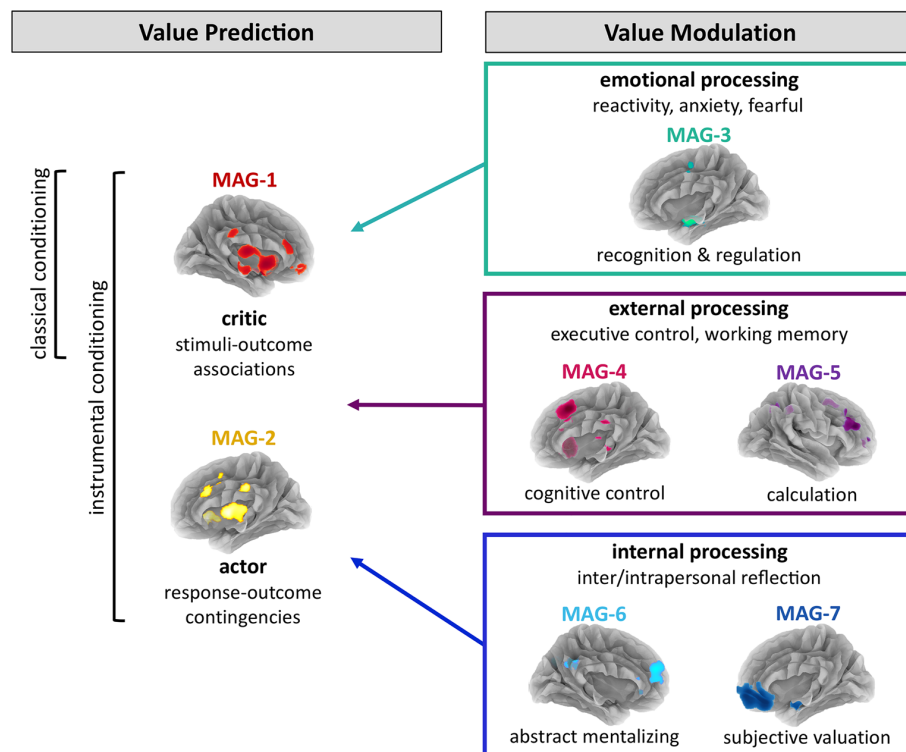 Value Prediction
Value Modulation
classical conditioning
instrumental conditioning
MAG-1
critic
stimuli-outcome
associations
MAG-2
actor
response-outcome
contingencies
emotional processing
reactivity, anxiety, fearful
MAG-3
recognition & regulation
external processing
executive control, working memory
MAG-4
MAG-5
cognitive control
calculation
internal processing
inter/intrapersonal reflection
MAG-6
MAG-7
abstract mentalizing
subjective valuation